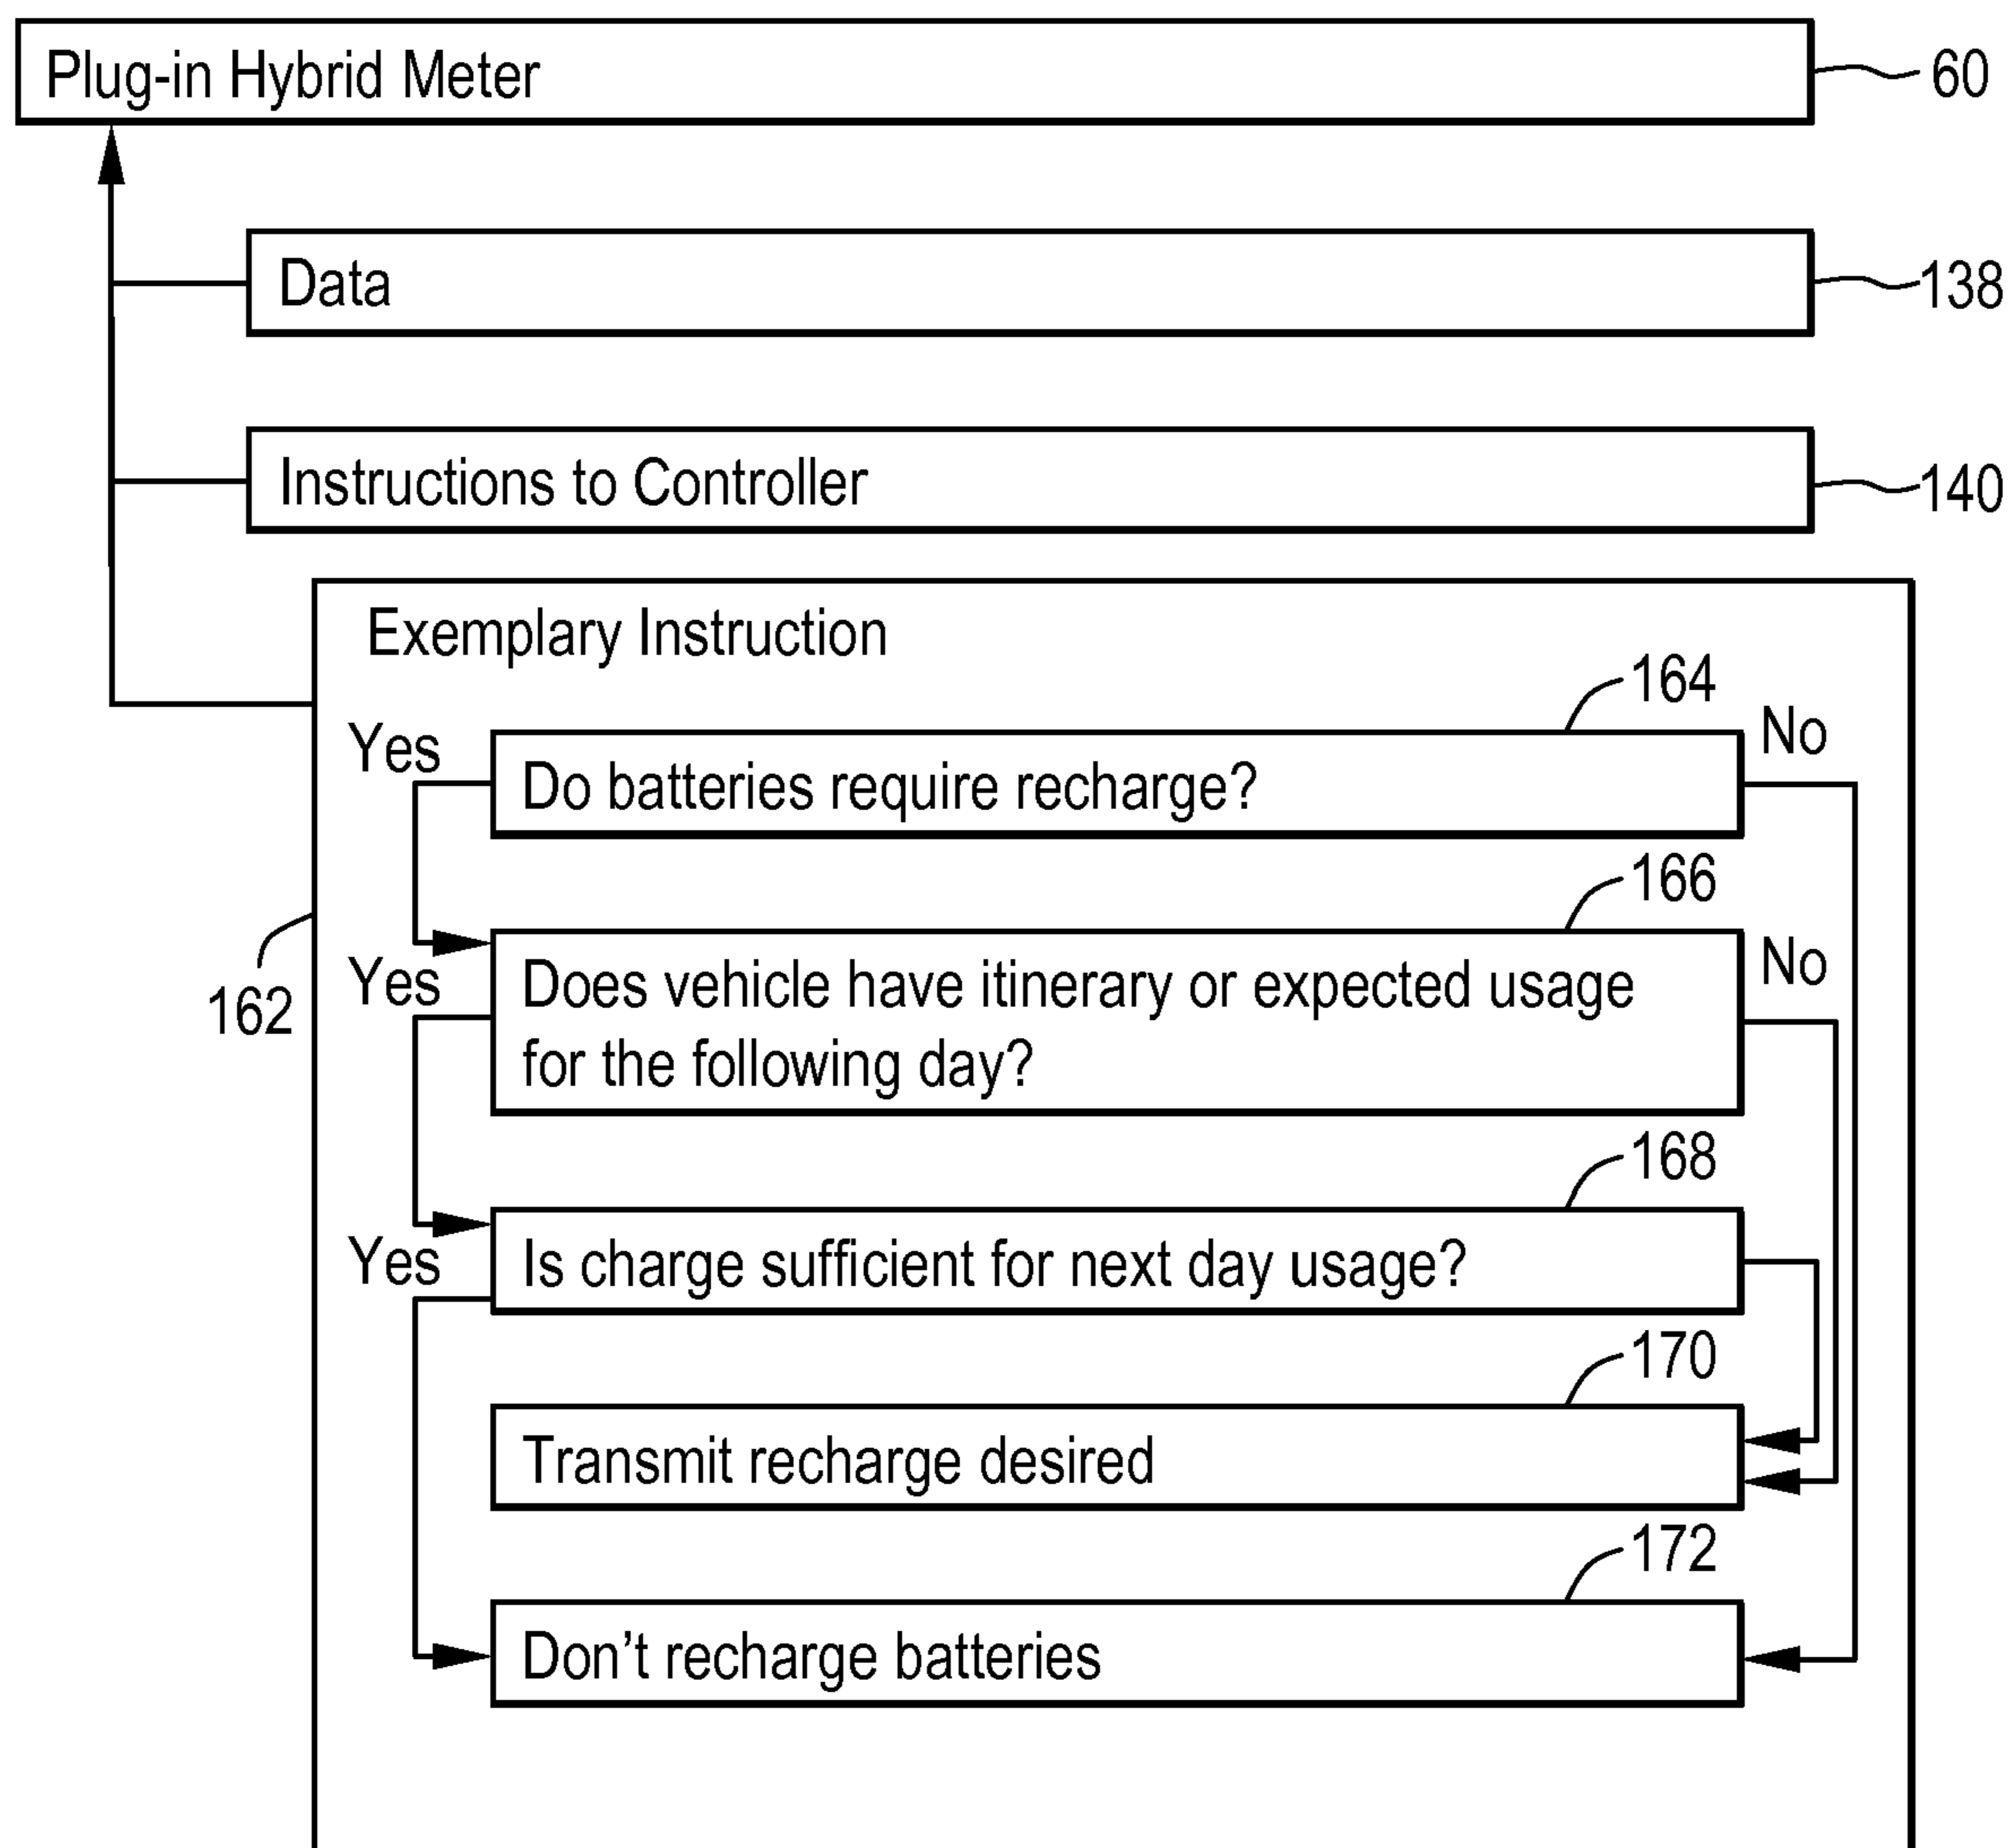 Plug-in Hybrid Meter
60
Data
138
Instructions to Controller
140
Exemplary Instruction
164
Yes
No
Do batteries require recharge?
166
162
Yes
No
Does vehicle have itinerary or expected usage
for the following day?
168
Yes
Is charge sufficient for next day usage?
170
Transmit recharge desired
172
Don't recharge batteries